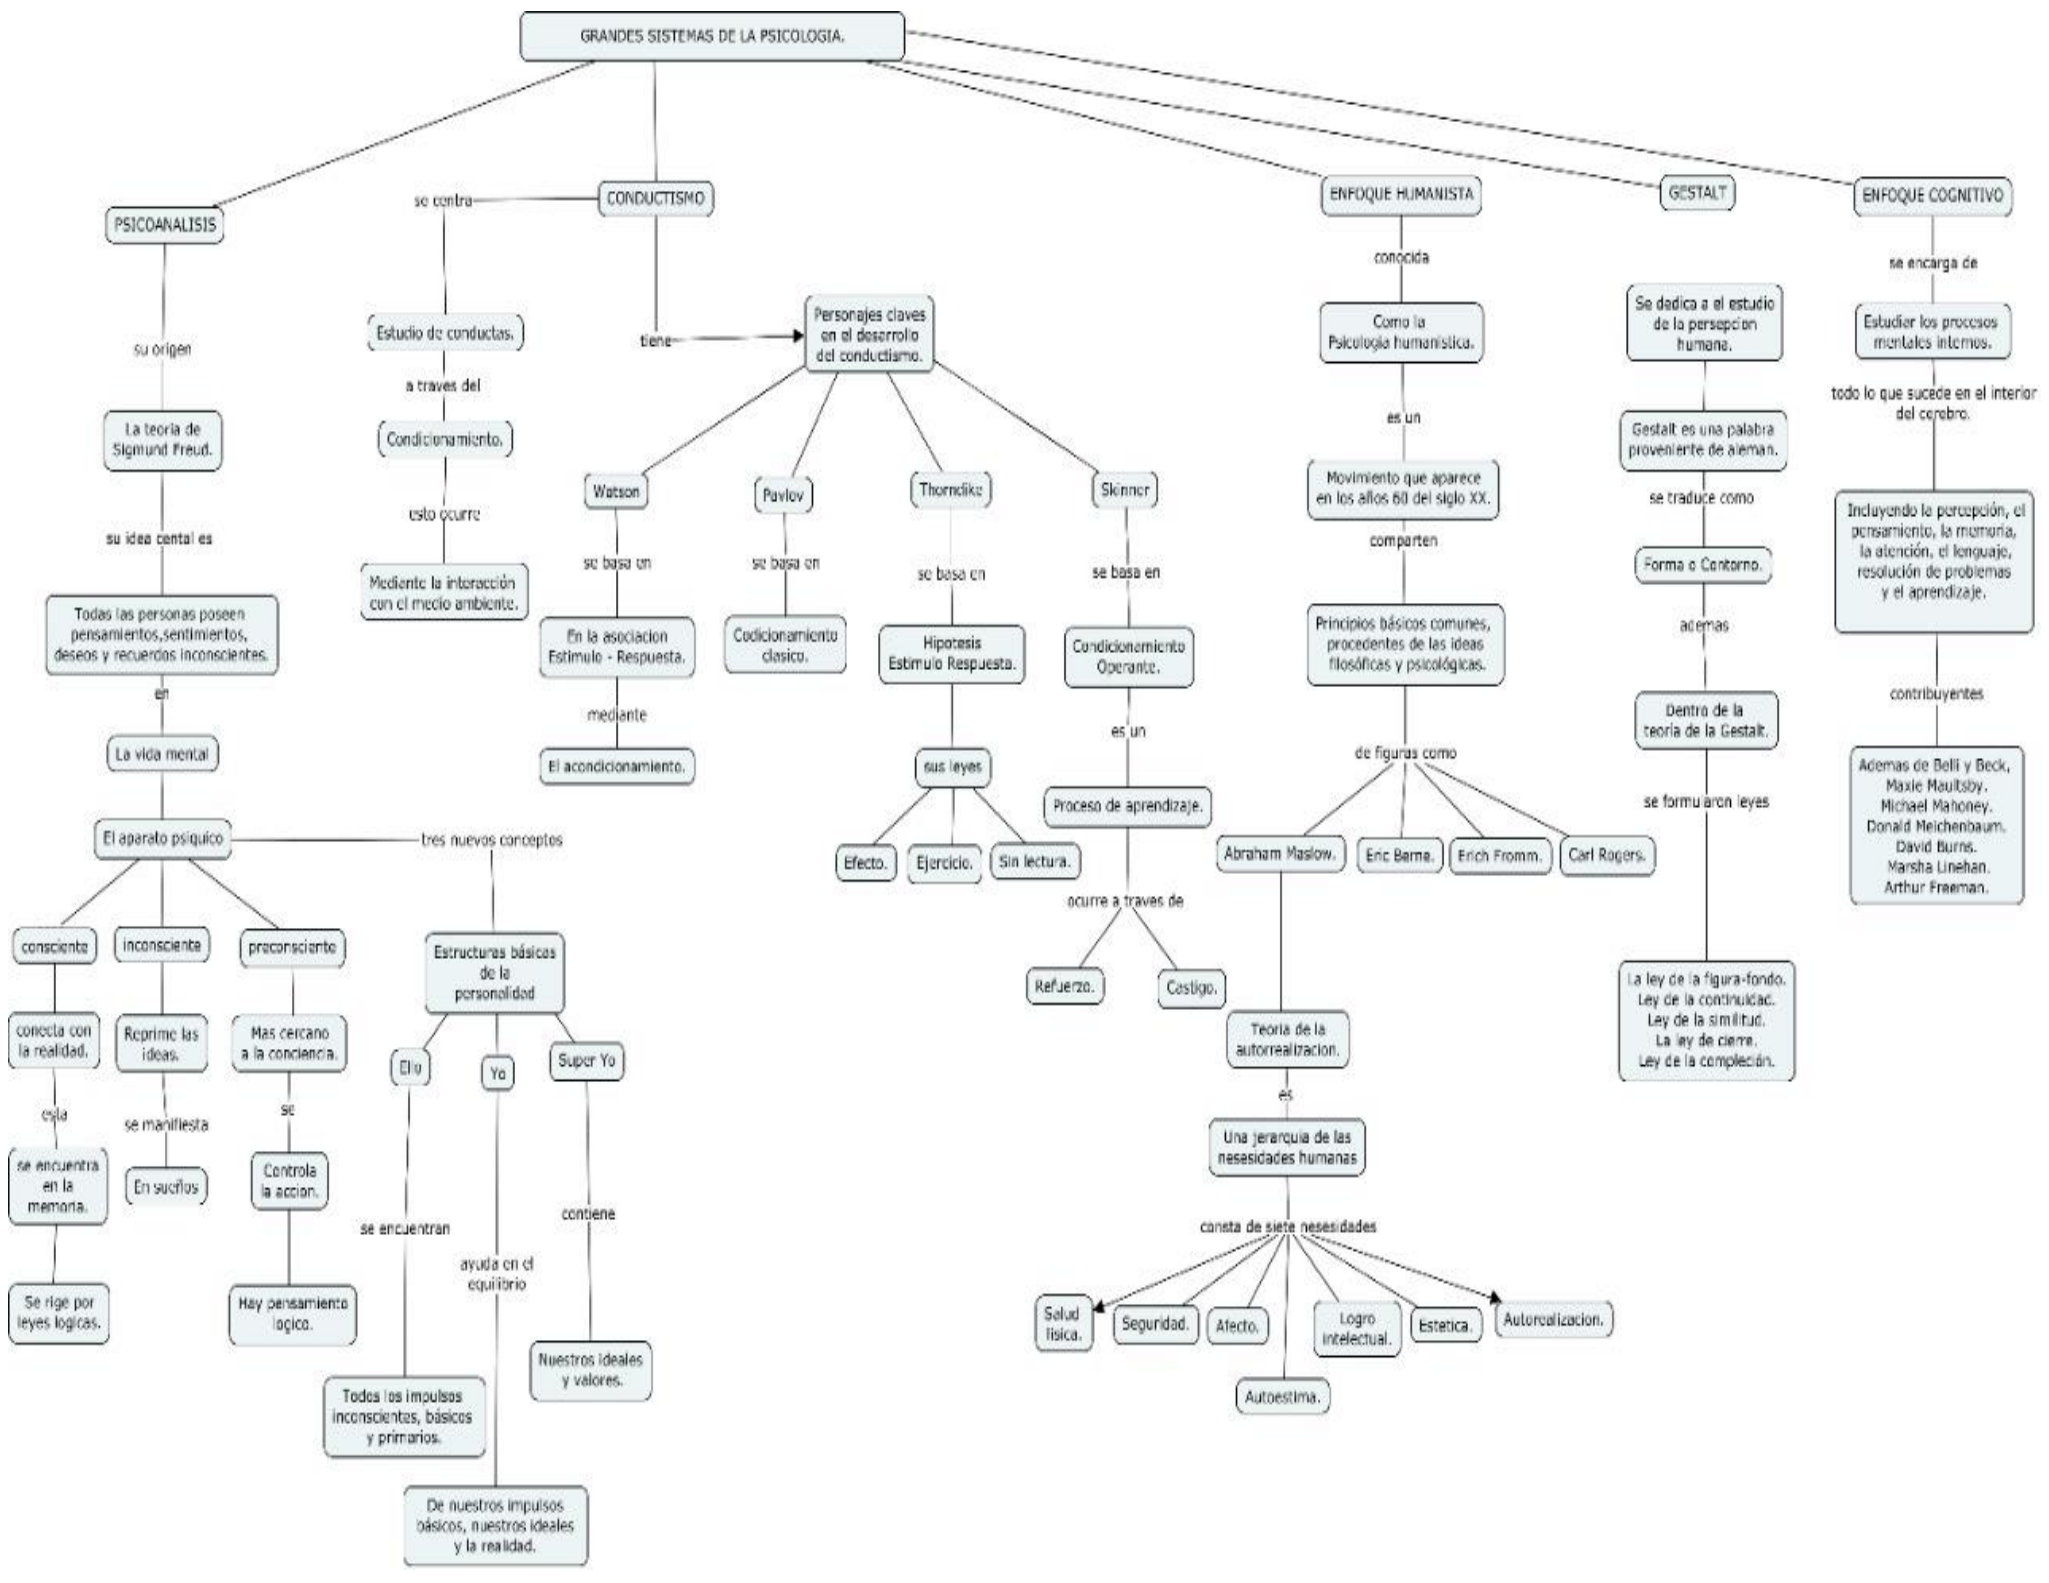 GRANDES SISTEMAS DE LA PSICOLOGIA.
PSICOANALISIS
su origen
La teoria de
Sigmund Freud.
su idea cental es
Todas las personas poseen
pensamientos,sentimientos,
deseos y recuerdos inconscientes.
en
La vida mental
El aparato psiquico
consciente
conecta con
la realidad.
esta
se encuentra
en la
memoria.
Se rige por
leyes logicas.
inconsciente
Reprime las
ideas.
se manifiesta
En sueños
preconsciente
Mas cercano
a la conciencia.
se
Controla
la accion.
Hay pensamiento
logico.
tres nuevos conceptos
Estructuras básicas
de la
personalidad
Ello
se encuentran
Todos los impulsos
inconscientes, básicos
y primarios.
Yo
ayuda en el
equilibrio
De nuestros impulsos
básicos, nuestros ideales
y la realidad.
Super Yo
contiene
Nuestros ideales
y valores.
CONDUCTISMO
se centra
Estudio de conductas.
a traves del
Condicionamiento.
esto ocurre
Mediante la interacción
con el medio ambiente.
tiene
Personajes claves
en el desarrollo
del conductismo.
Watson
se basa en
En la asociacion
Estimulo - Respuesta.
mediante
El acondicionamiento.
Pavlov
se basa en
Codicionamiento
clasico.
Thorndike
se basa en
Hipotesis
Estimulo Respuesta.
sus leyes
Efecto.
Ejercicio.
Sin lectura.
Skinner
se basa en
Condicionamiento
Operante.
es un
Proceso de aprendizaje.
ocurre a traves de
Refuerzo.
Castigo.
ENFOQUE HUMANISTA
conocida
Como la
Psicologia humanistica.
es un
Movimiento que aparece
en los años 60 del siglo XX.
comparten
Principios básicos comunes,
procedentes de las ideas
filosóficas y psicológicas.
de figuras como
Abraham Maslow.
Eric Berne.
Erich Fromm.
Carl Rogers.
Teoria de la
autorrealizacion.
es
Una jerarquia de las
nesesidades humanas
consta de siete nesesidades
Salud
fisica.
Seguridad.
Afecto.
Autoestima.
Logro
intelectual.
Estetica.
Autorealizacion.
GESTALT
Se dedica a el estudio
de la persepcion
humana.
Gestalt es una palabra
proveniente de aleman.
se traduce como
Forma o Contorno.
ademas
Dentro de la
teoria de la Gestalt.
se formularon leyes
La ley de la figura-fondo.
Ley de la continuidad.
Ley de la similitud.
La ley de cierre.
Ley de la compleción.
ENFOQUE COGNITIVO
se encarga de
Estudiar los procesos
mentales internos.
todo lo que sucede en el interior
del cerebro.
Incluyendo la percepción, el
pensamiento, la memoria,
la atención, el lenguaje,
resolución de problemas
y el aprendizaje.
contribuyentes
Ademas de Belli y Beck,
Maxie Maultsby.
Michael Mahoney.
Donald Meichenbaum.
David Burns.
Marsha Linehan.
Arthur Freeman.